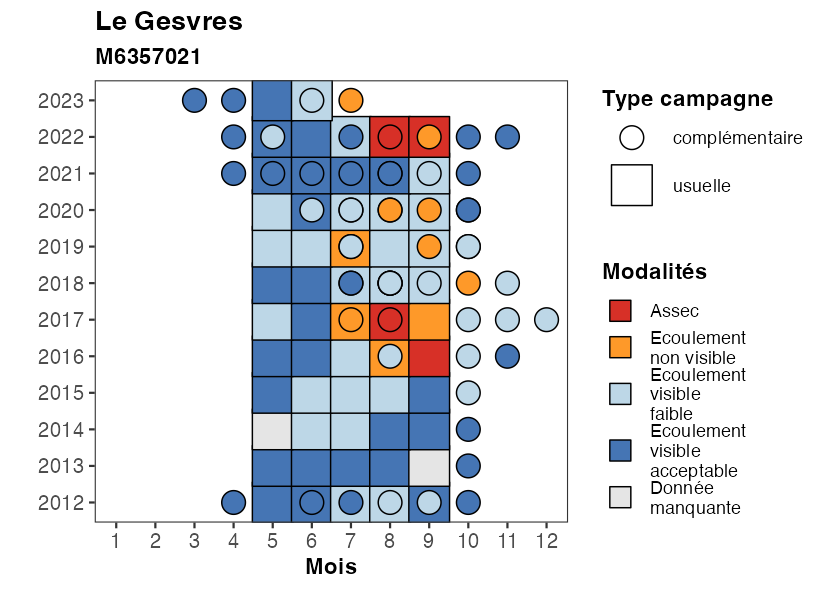 Le Gesvres
M6357021
2023
2022
2021
2020
2019
2018
2017
2016
2015
2014
2013
2012
1 2 3 4 5 6 7 8 9 10 11 12
Mois
Type campagne
complémentaire
usuelle
Modalités
Assec
Ecoulement
non visible
Ecoulement
visible
faible
Ecoulement
visible
acceptable
Donnée
manquante